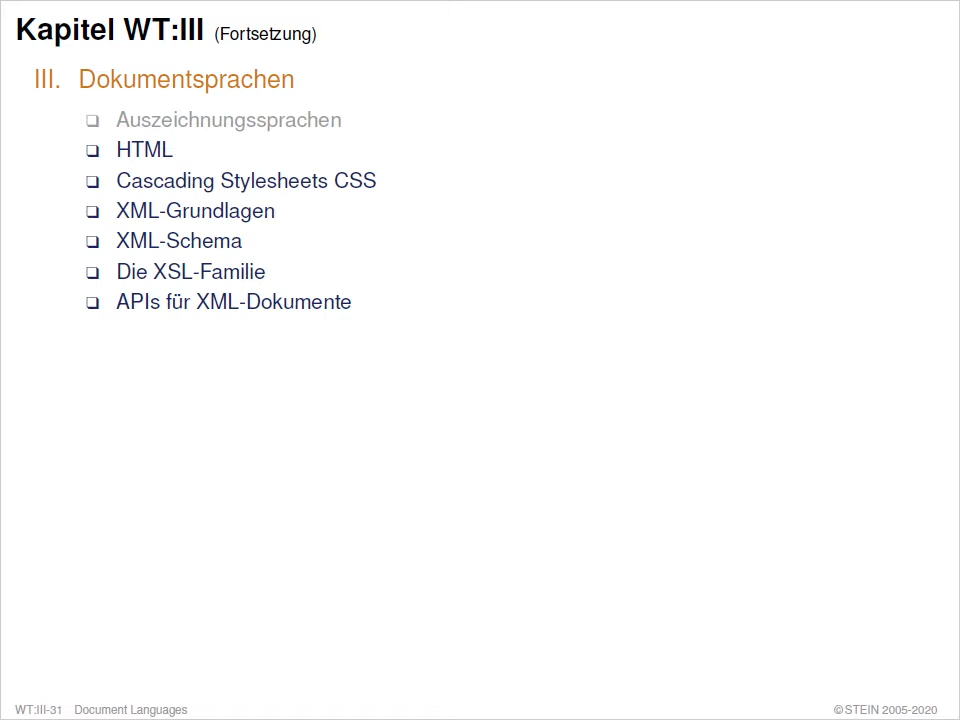 Kapitel WT:III (Fortsetzung)
III. Dokumentsprachen
❑ Auszeichnungssprachen
❑ HTML
❑ Cascading Stylesheets CSS
❑ XML-Grundlagen
❑ XML-Schema
❑ Die XSL-Familie
❑ APIs für XML-Dokumente
WT:III-31 Document Languages ©STEIN 2005-2020